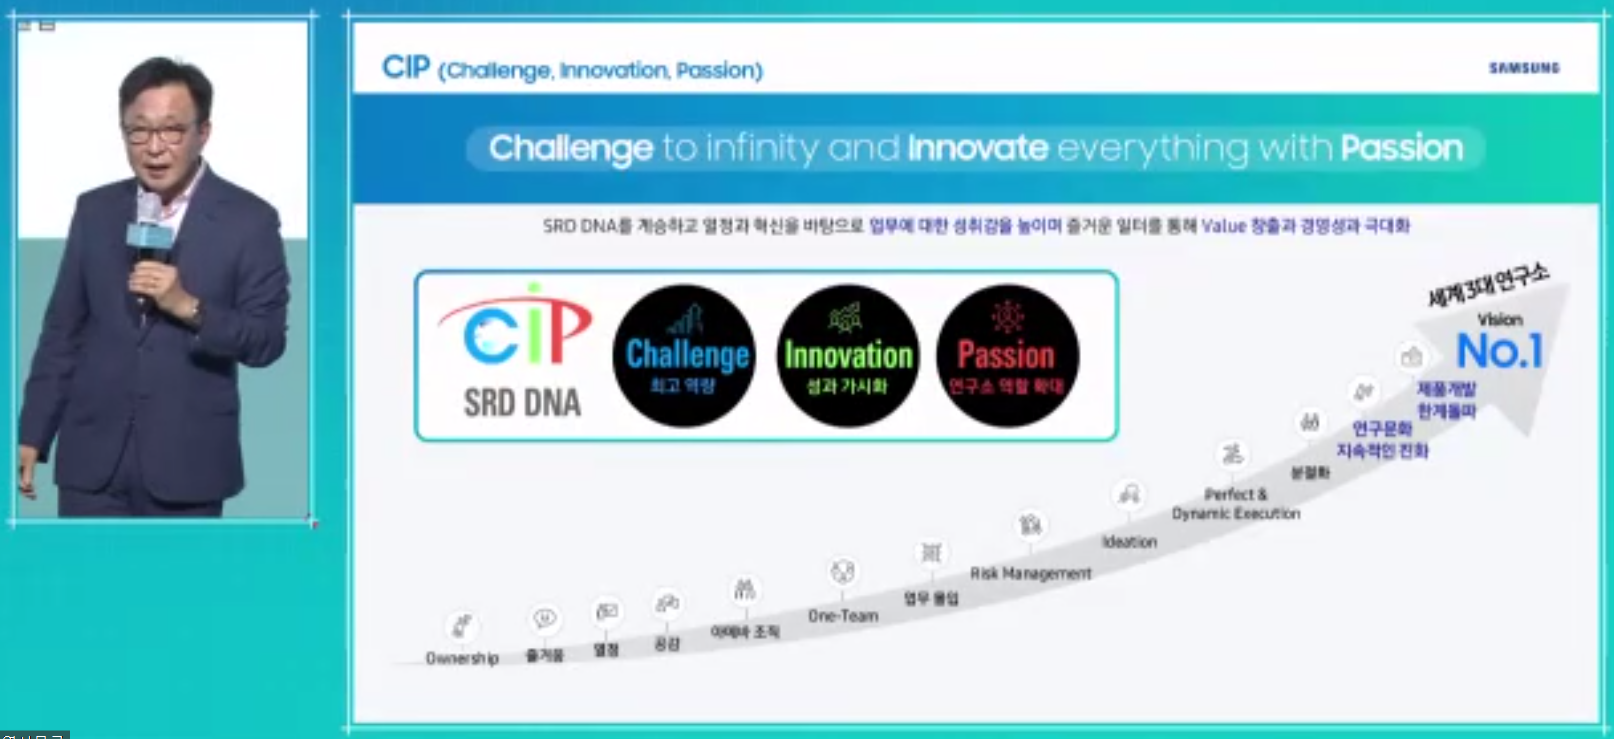 CIP (Challenge, Innovation, Passion)
SAMSUNG
Challenge to infinity and Innovate everything with Passion
SRD DNA를 계승하고 열정과 혁신을 바탕으로 업무에 대한 성취감을 높이며 즐거운 일터를 통해 Value 창출과 경영성과 극대화
CiP
SRD DNA
Challenge
최고 역량
Innovation
성과 가시화
Passion
연구소 역할 확대
세계 3대 연구소
Vision
No.1
제품개발
한계돌파
연구문화
지속적인 진화
분절화
Perfect &
Dynamic Execution
Ideation
Risk Management
업무 몰입
One-Team
아메바 조직
공감
열정
즐거움
Ownership